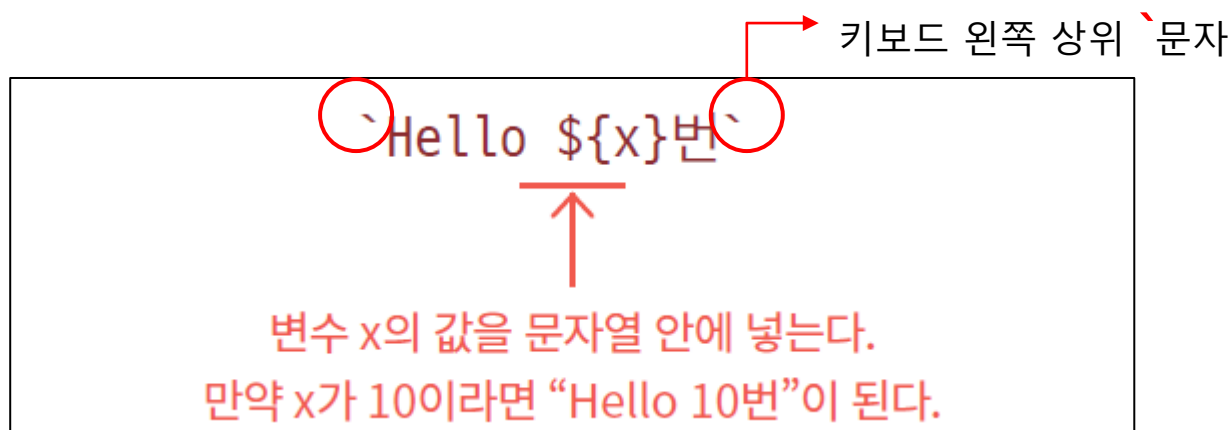 키보드 왼쪽 상위 `문자
`Hello ${x}번`
변수 x의 값을 문자열 안에 넣는다.
만약 x가 10이라면 “Hello 10번”이 된다.